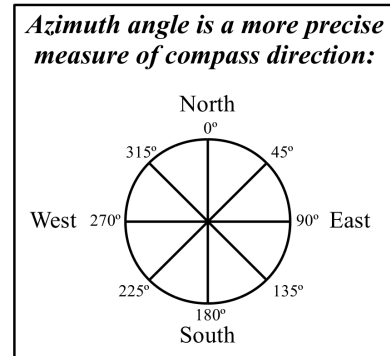 Azimuth angle is a more precise
measure of compass direction:
North
0º
315º 45º
West 270º 90º East
225º 135º
180º
South